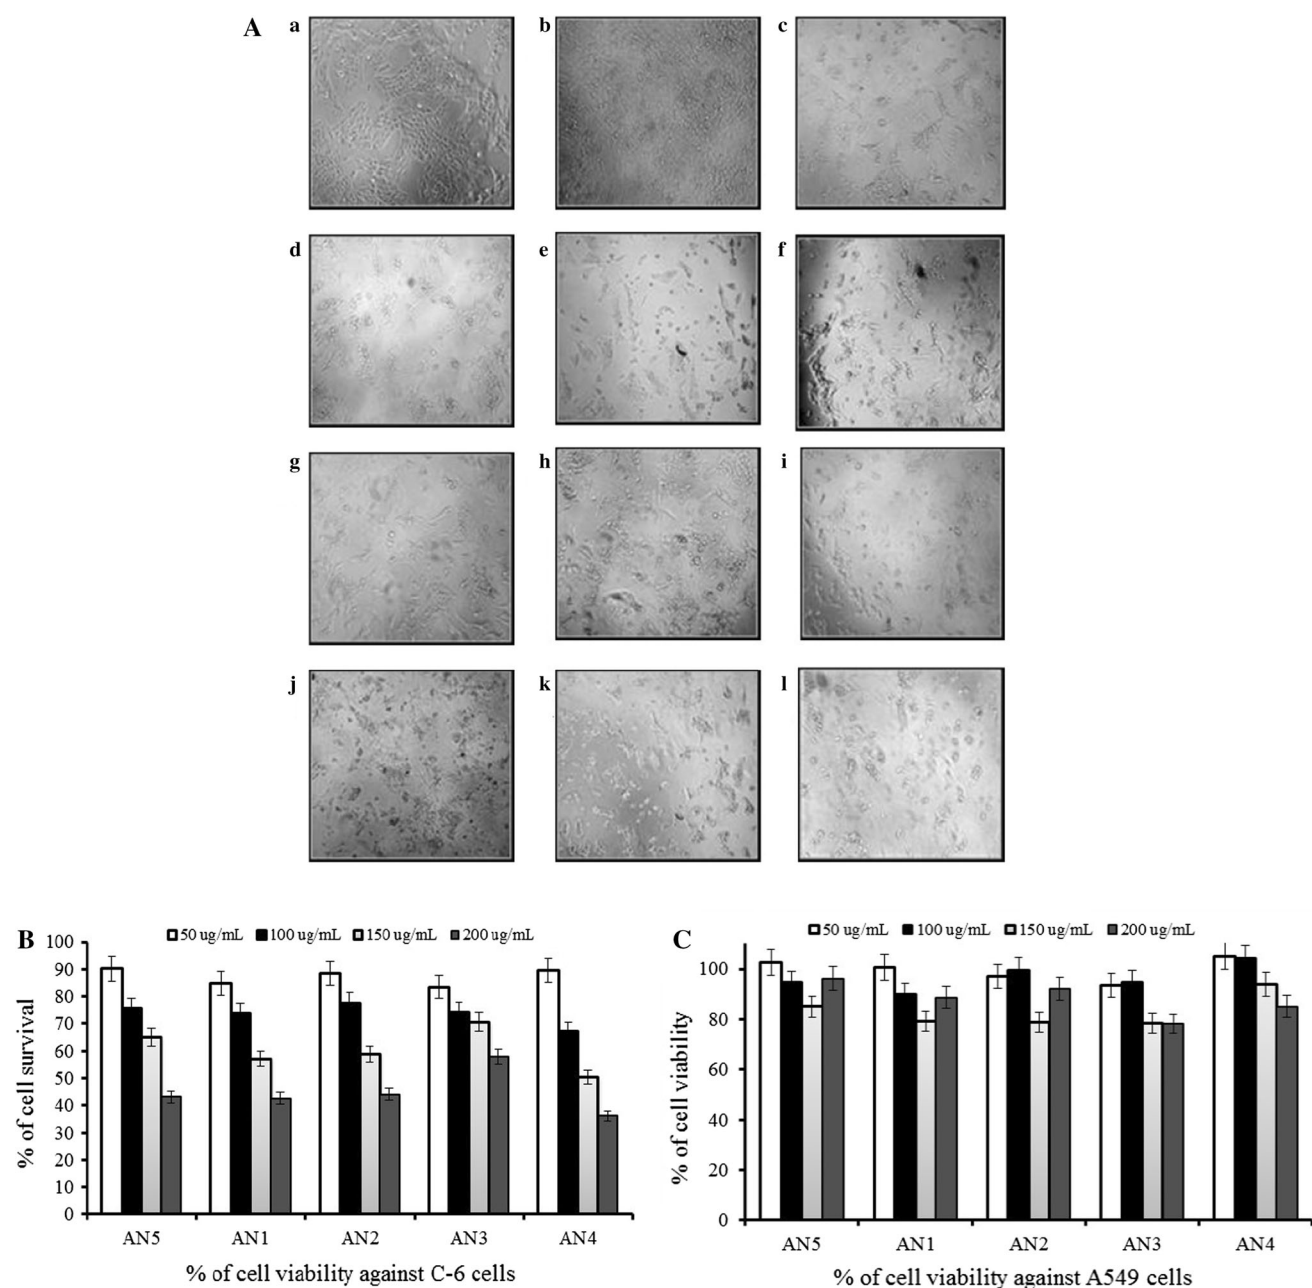 A
a
b
c
d
e
f
g
h
i
j
k
l
B
50 ug/mL 100 ug/mL 150 ug/mL 200 ug/mL
100
90
80
70
60
50
40
30
20
10
0
% of cell survival
AN5 AN1 AN2 AN3 AN4
% of cell viability against C-6 cells
C
50 ug/mL 100 ug/mL 150 ug/mL 200 ug/mL
100
80
60
40
20
0
% of cell viability
AN5 AN1 AN2 AN3 AN4
% of cell viability against A549 cells